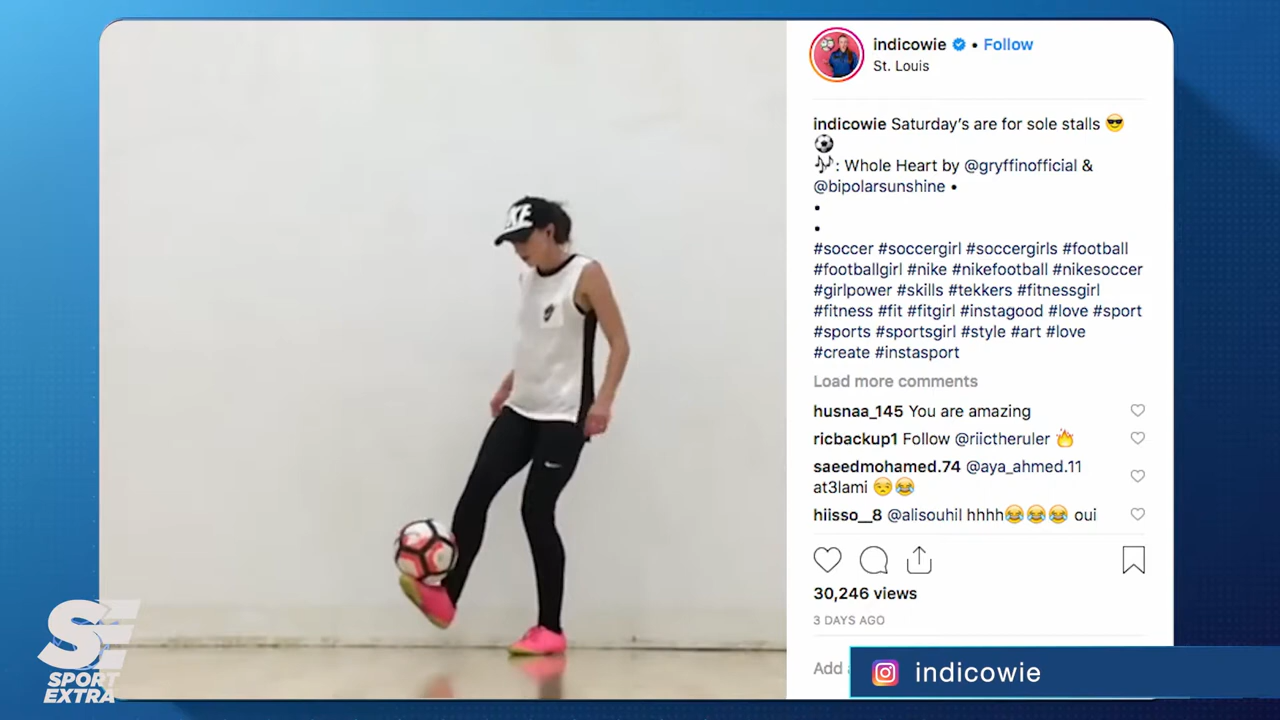 indicowie • Follow
St. Louis
indicowie Saturday's are for sole stalls 😎
⚽
🎶: Whole Heart by @gryffinofficial &
@bipolarsunshine •
•
•
#soccer #soccergirl #soccergirls #football
#footballgirl #nike #nikefootball #nikesoccer
#girlpower #skills #tekkers #fitnessgirl
#fitness #fit #fitgirl #instagood #love #sport
#sports #sportsgirl #style #art #love
#create #instasport
Load more comments
husnaa_145 You are amazing
ricbackup1 Follow @riictheruler 🔥
saeedmohamed.74 @aya_ahmed.11
at3lami 😒😂
hiisso__8 @alisouhil hhhh😂😂😂 oui
30,246 views
3 DAYS AGO
Add
indicowie
SE
SPORT
EXTRA